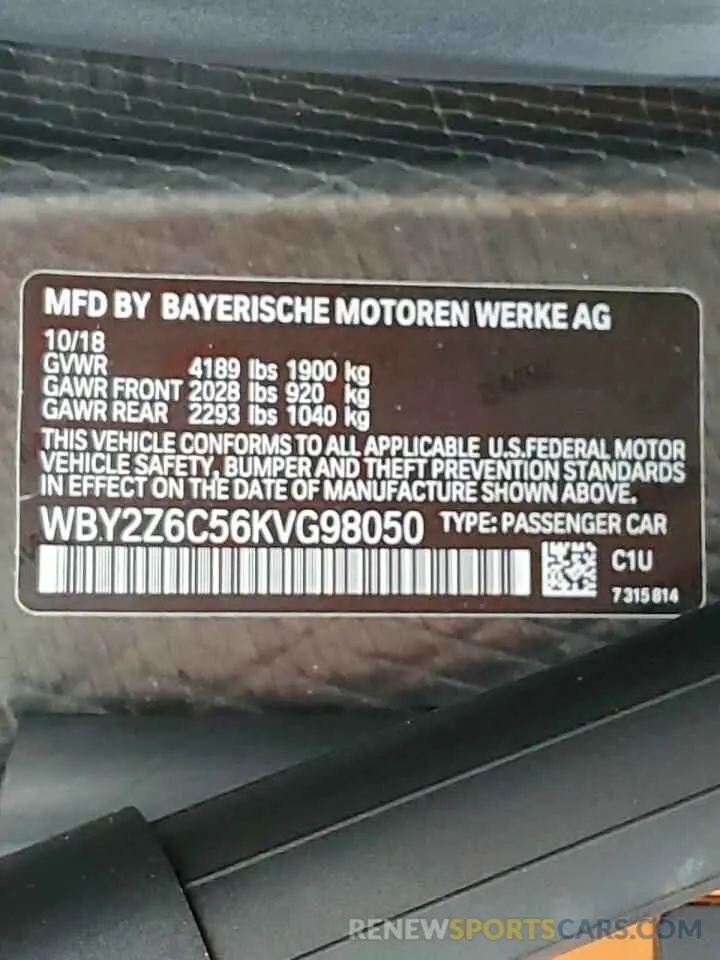 MFD BY BAYERISCHE MOTOREN WERKE AG
10/18
GVWR 4189 lbs 1900 kg
GAWR FRONT 2028 lbs 920 kg
GAWR REAR 2293 lbs 1040 kg
THIS VEHICLE CONFORMS TO ALL APPLICABLE U.S.FEDERAL MOTOR
VEHICLE SAFETY, BUMPER AND THEFT PREVENTION STANDARDS
IN EFFECT ON THE DATE OF MANUFACTURE SHOWN ABOVE.
WBY2Z6C56KVG98050 TYPE: PASSENGER CAR
C1U
7315814
RENEWSPORTSCARS.COM